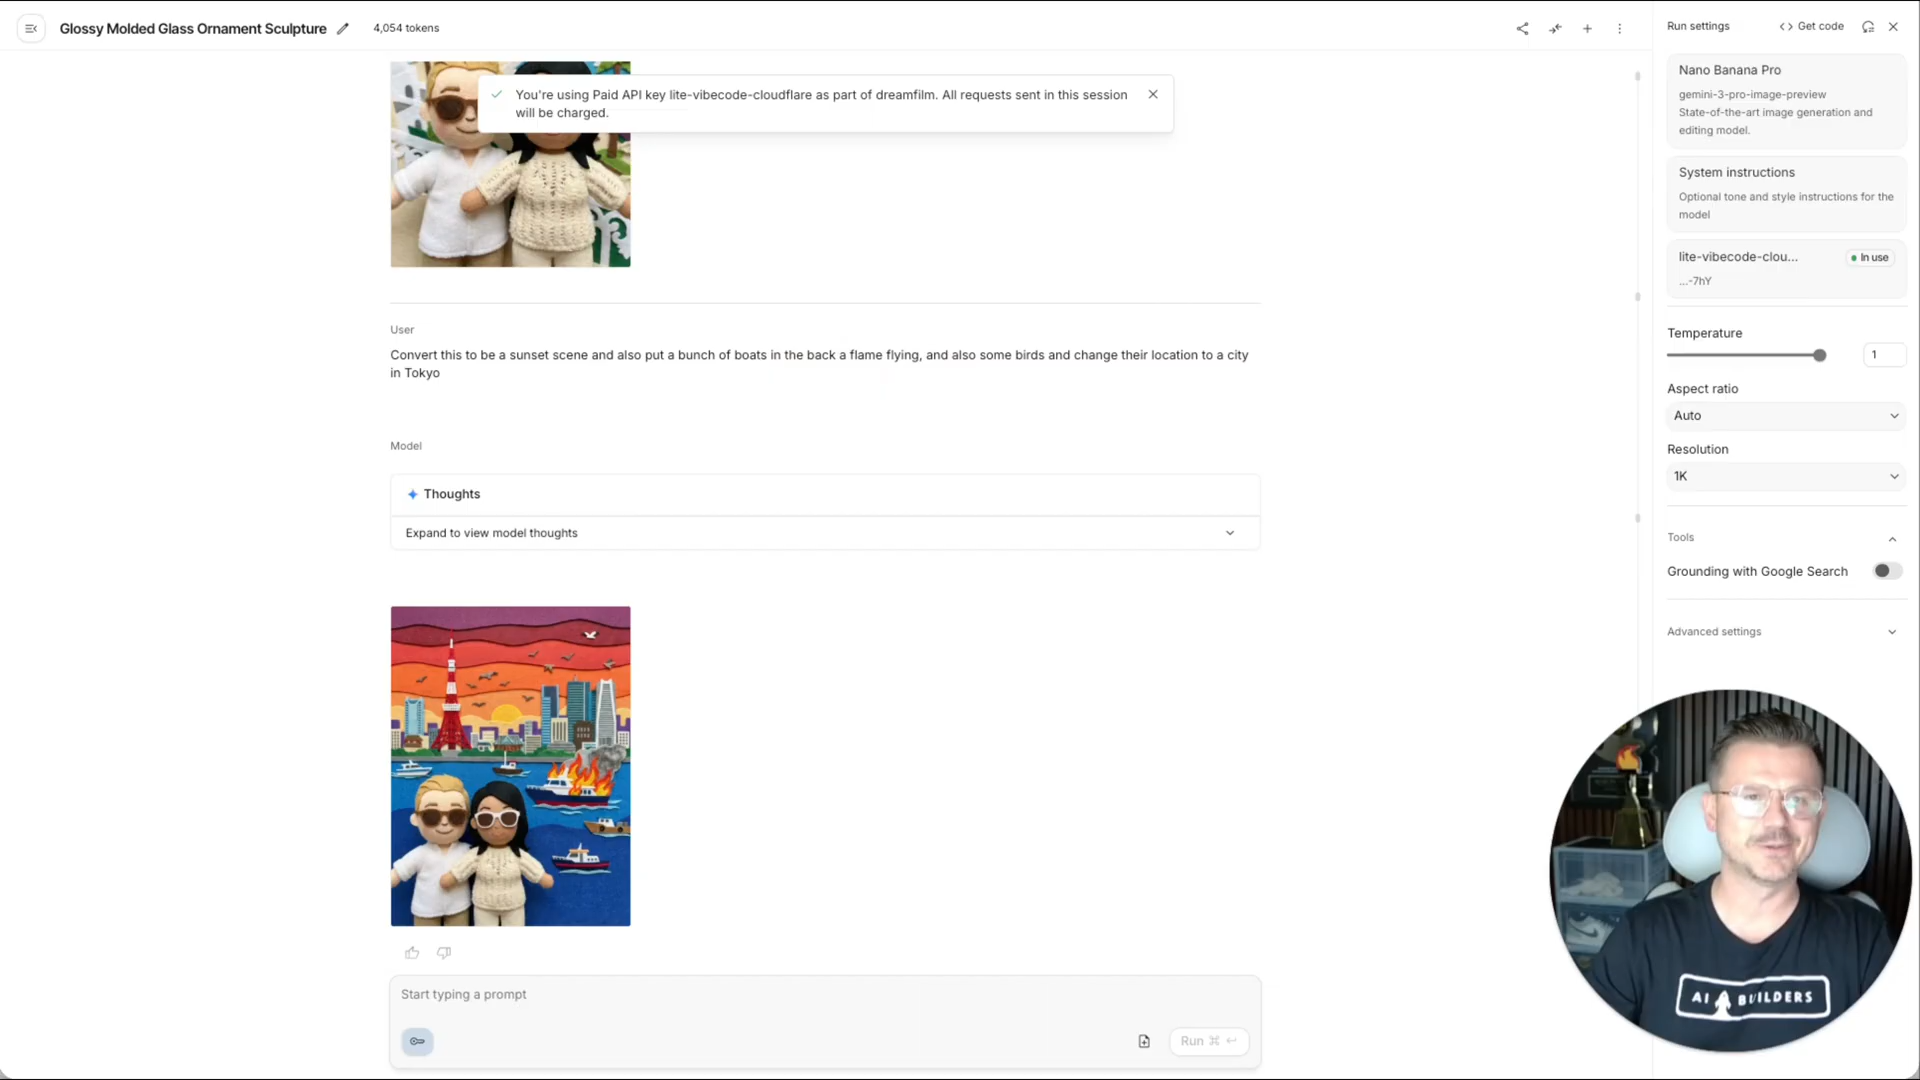 Glossy Molded Glass Ornament Sculpture
4,054 tokens
You're using Paid API key lite-vibecode-cloudflare as part of dreamfilm. All requests sent in this session
will be charged.
User
Convert this to be a sunset scene and also put a bunch of boats in the back a flame flying, and also some birds and change their location to a city
in Tokyo
Model
Thoughts
Expand to view model thoughts
Start typing a prompt
Run ⌘ ↩
Run settings
Get code
Nano Banana Pro
gemini-3-pro-image-preview
State-of-the-art image generation and
editing model.
System instructions
Optional tone and style instructions for the
model
lite-vibecode-clou...
In use
...-7hY
Temperature
1
Aspect ratio
Auto
Resolution
1K
Tools
Grounding with Google Search
Advanced settings
AI BUILDERS